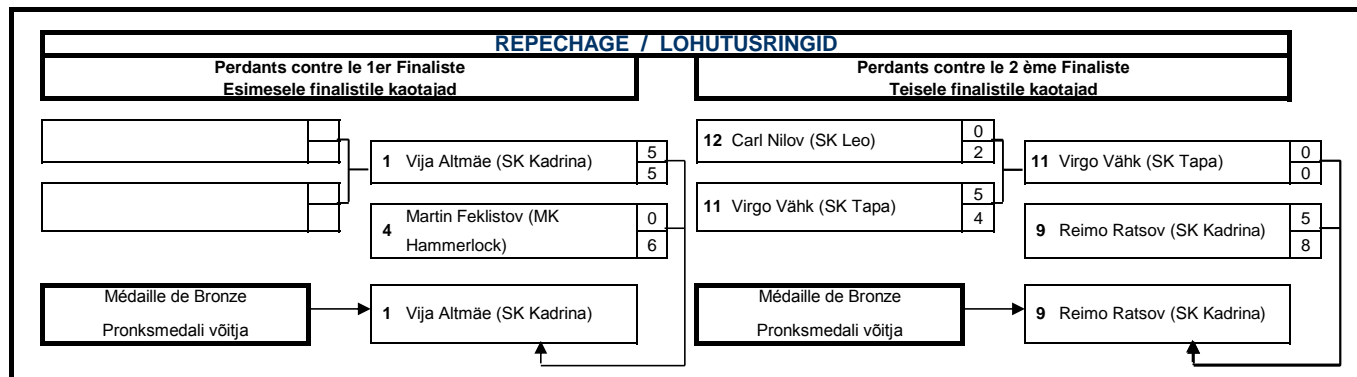 REPECHAGE / LOHUTUSRINGID
Perdants contre le 1er Finaliste
Esimesele finalistile kaotajad
Perdants contre le 2 ème Finaliste
Teisele finalistile kaotajad
1 Vija Altmäe (SK Kadrina) 5 5
4 Martin Feklistov (MK Hammerlock) 0 6
Médaille de Bronze
Pronksmedali võitja
1 Vija Altmäe (SK Kadrina)
12 Carl Nilov (SK Leo) 0 2
11 Virgo Vähk (SK Tapa) 5 4
11 Virgo Vähk (SK Tapa) 0 0
9 Reimo Ratsov (SK Kadrina) 5 8
Médaille de Bronze
Pronksmedali võitja
9 Reimo Ratsov (SK Kadrina)